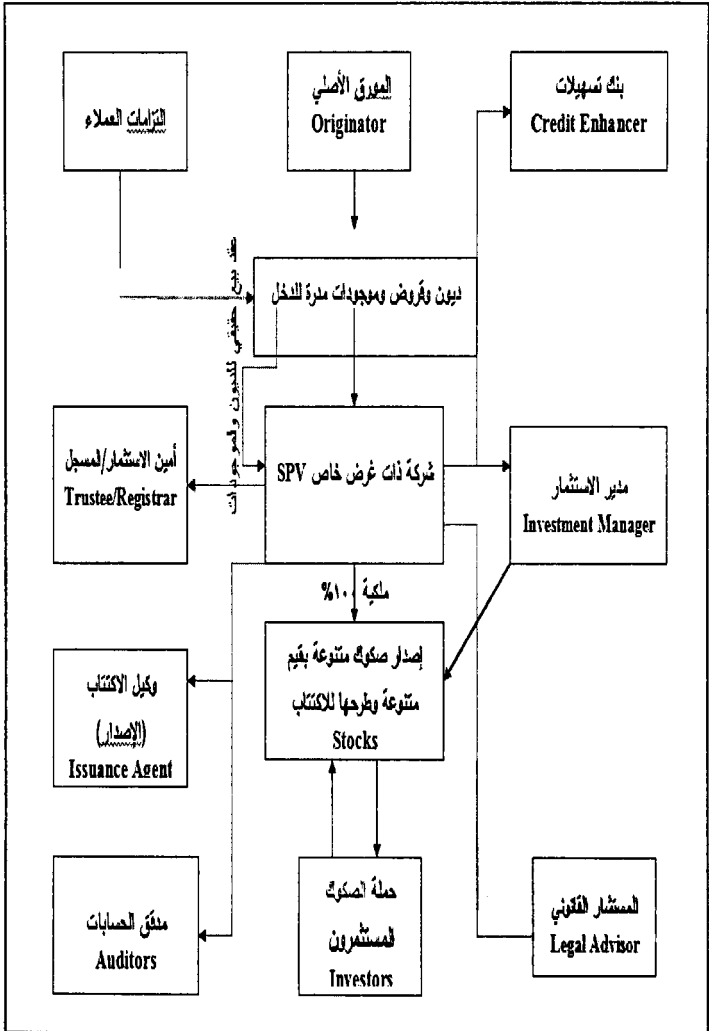 التزامات العملاء
المورق الأصلي
Originator
بنك تسهيلات
Credit Enhancer
ديون وقروض وموجودات مدرة للدخل
عقد بيع حقيقي للديون والموجودات
أمين الاستثمار/المسجل
Trustee/Registrar
شركة ذات غرض خاص SPV
مدير الاستثمار
Investment Manager
ملكية ١٠٠%
وكيل الاكتتاب
(الإصدار)
Issuance Agent
إصدار صكوك متنوعة بقيم
متنوعة وطرحها للاكتتاب
Stocks
مدقق الحسابات
Auditors
حملة الصكوك
المستثمرون
Investors
المستشار القانوني
Legal Advisor